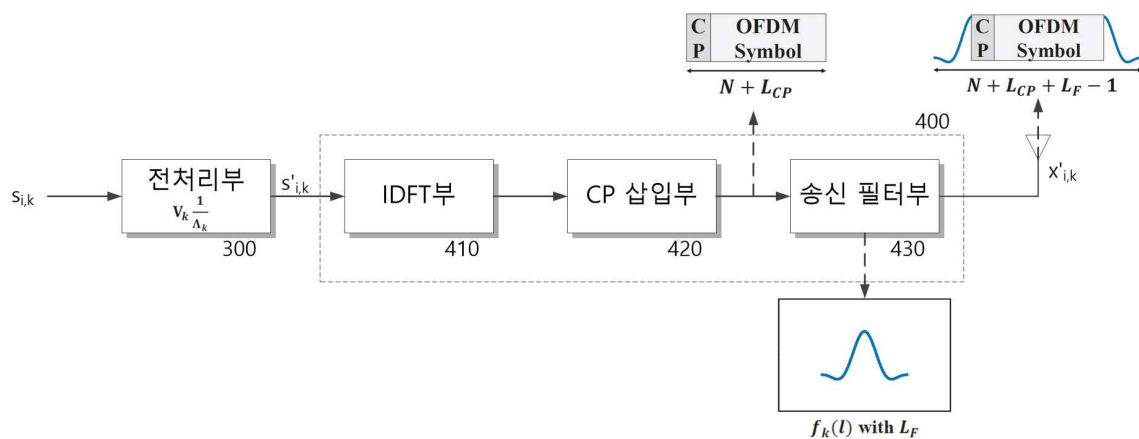 C
P
OFDM
Symbol
N + L_CP
C
P
OFDM
Symbol
N + L_CP + L_F − 1
400
S_i,k
전처리부
V_k 1/Λ_k
300
S'_i,k
IDFT부
410
CP 삽입부
420
송신 필터부
430
X'_i,k
f_k(l) with L_F